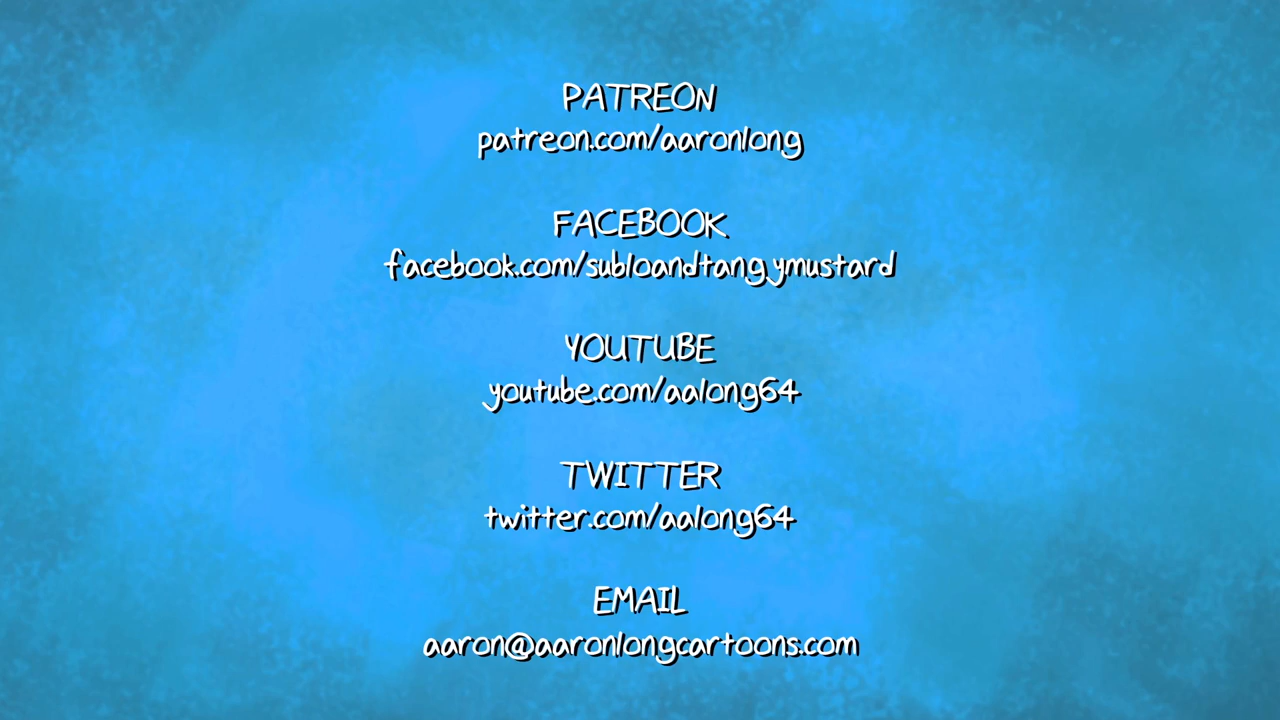 PATREON
patreon.com/aaronlong
FACEBOOK
facebook.com/subloandtangymustard
YOUTUBE
youtube.com/aalong64
TWITTER
twitter.com/aalong64
EMAIL
aaron@aaronlongcartoons.com